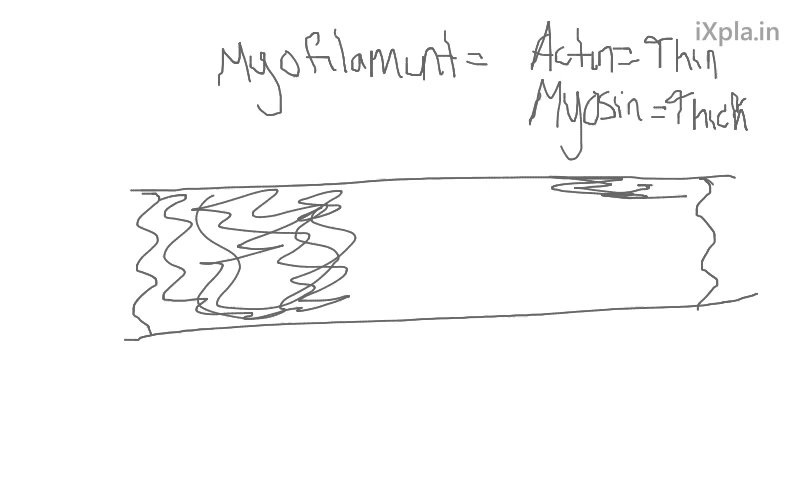 iXpla.in
Myofilament = Actin = Thin
Myosin = Thick